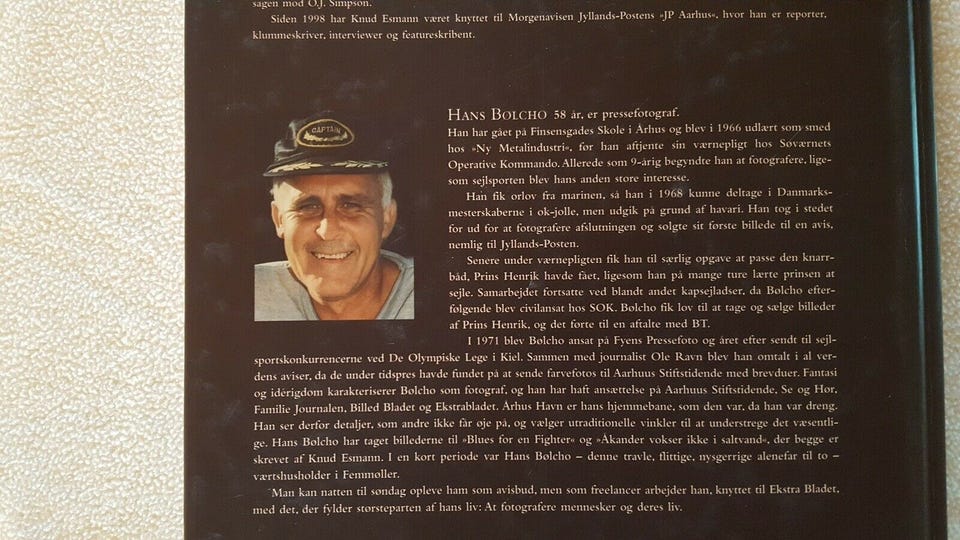 sagen mod O.J. Simpson.
Siden 1998 har Knud Esmann været knyttet til Morgenavisen Jyllands-Postens »JP Aarhus«, hvor han er reporter,
klummeskriver, interviewer og featureskribent.
CAPTAIN
HANS BØLCHO 58 år, er pressefotograf.
Han har gået på Finsensgades Skole i Århus og blev i 1966 udlært som smed
hos »Ny Metalindustri«, før han aftjente sin værnepligt hos Søværnets
Operative Kommando. Allerede som 9-årig begyndte han at fotografere, lige-
som sejlsporten blev hans anden store interesse.
Han fik orlov fra marinen, så han i 1968 kunne deltage i Danmarks-
mesterskaberne i ok-jolle, men udgik på grund af havari. Han tog i stedet
for ud for at fotografere afslutningen og solgte sit første billede til en avis,
nemlig til Jyllands-Posten.
Senere under værnepligten fik han til særlig opgave at passe den knarr-
båd, Prins Henrik havde fået, ligesom han på mange ture lærte prinsen at
sejle. Samarbejdet fortsatte ved blandt andet kapsejladser, da Bølcho efter-
følgende blev civilansat hos SOK. Bølcho fik lov til at tage og sælge billeder
af Prins Henrik, og det førte til en aftalte med BT.
I 1971 blev Bølcho ansat på Fyens Pressefoto og året efter sendt til sejl-
sportskonkurrencerne ved De Olympiske Lege i Kiel. Sammen med journalist Ole Ravn blev han omtalt i al ver-
dens aviser, da de under tidspres havde fundet på at sende farvefotos til Aarhuus Stiftstidende med brevduer. Fantasi
og idérigdom karakteriserer Bølcho som fotograf, og han har haft ansættelse på Aarhuus Stiftstidende, Se og Hør,
Familie Journalen, Billed Bladet og Ekstrabladet. Århus Havn er hans hjemmebane, som den var, da han var dreng.
Han ser derfor detaljer, som andre ikke får øje på, og vælger utraditionelle vinkler til at understrege det væsentli-
ge. Hans Bølcho har taget billederne til »Blues for en Fighter« og »Åkander vokser ikke i saltvand«, der begge er
skrevet af Knud Esmann. I en kort periode var Hans Bølcho – denne travle, flittige, nysgerrige alenefar til to –
værtshusholder i Femmøller.
Man kan natten til søndag opleve ham som avisbud, men som freelancer arbejder han, knyttet til Ekstra Bladet,
med det, der fylder størsteparten af hans liv: At fotografere mennesker og deres liv.